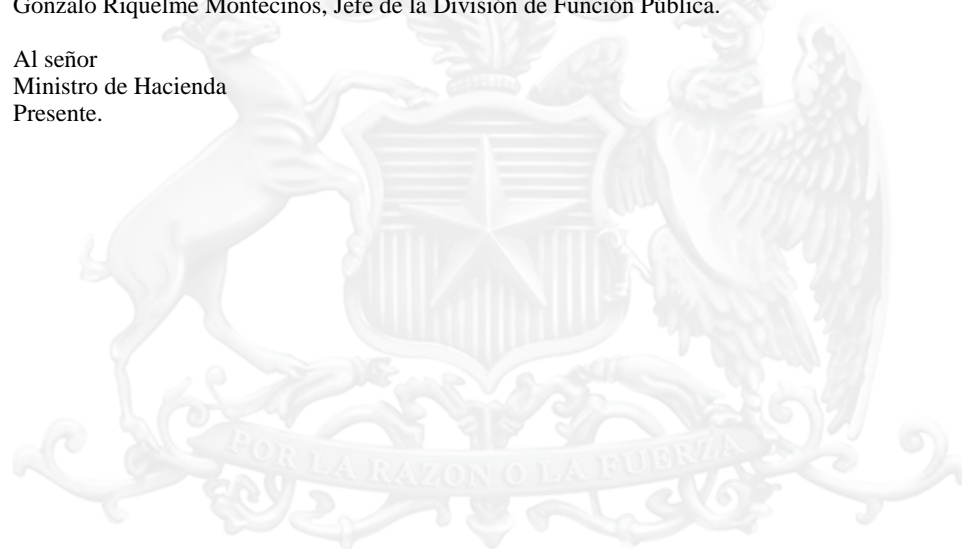 Gonzalo Riquelme Montecinos, Jefe de la División de Función Pública.
Al señor
Ministro de Hacienda
Presente.
POR LA RAZON O LA FUERZA